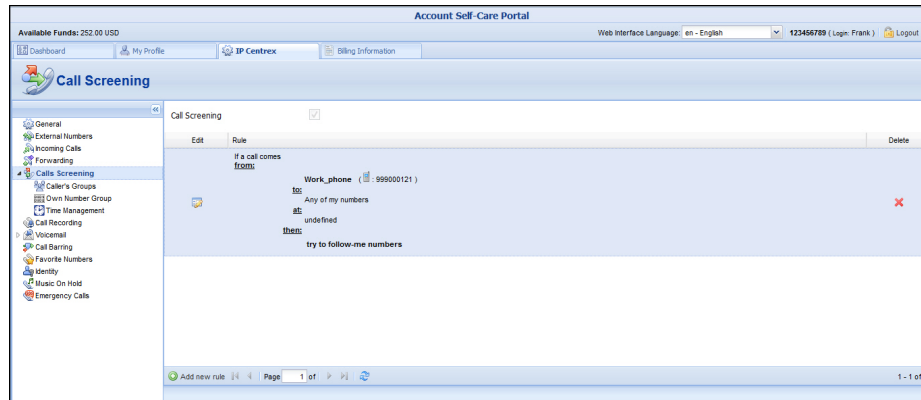 Account Self-Care Portal
Available Funds: 252.00 USD
Web Interface Language: en - English
123456789 ( Login: Frank )
Logout
Dashboard
My Profile
IP Centrex
Billing Information
Call Screening
General
External Numbers
Incoming Calls
Forwarding
Calls Screening
Caller's Groups
Own Number Group
Time Management
Call Recording
Voicemail
Call Barring
Favorite Numbers
Identity
Music On Hold
Emergency Calls
Call Screening
Edit Rule Delete
If a call comes
from:
Work_phone ( : 999000121 )
to:
Any of my numbers
at:
undefined
then:
try to follow-me numbers
Add new rule Page 1 of 1 - 1 of